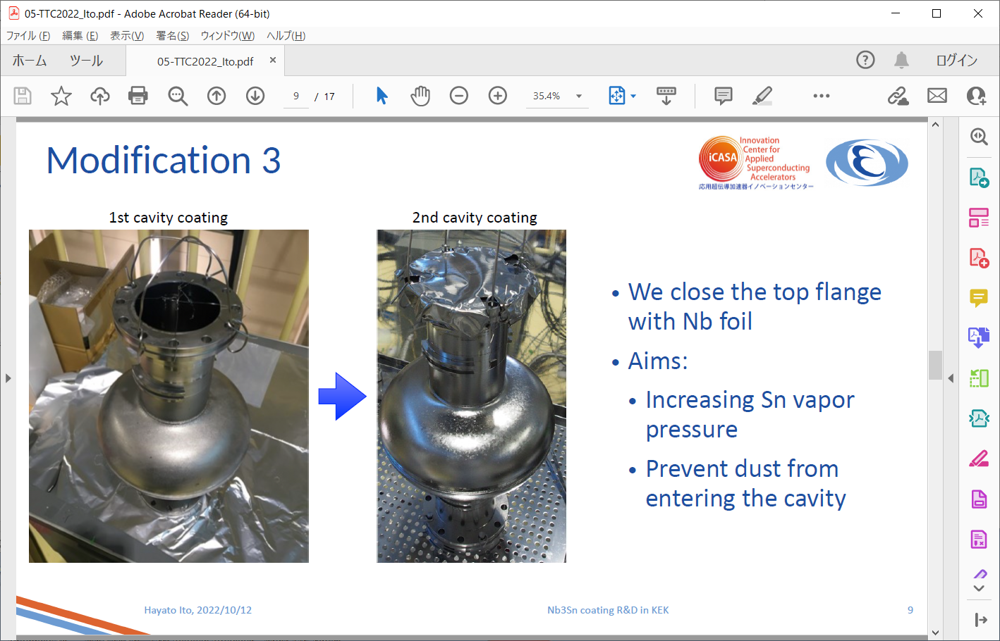 05-TTC2022_Ito.pdf - Adobe Acrobat Reader (64-bit)
ファイル (F) 編集 (E) 表示(V) 署名(S) ウィンドウ(W) ヘルプ(H)
ホーム ツール 05-TTC2022_Ito.pdf × ログイン
9 / 17 35.4%
Modification 3
iCASA
Innovation
Center for
Applied
Superconducting
Accelerators
応用超伝導加速器イノベーションセンター
1st cavity coating
2nd cavity coating
• We close the top flange
with Nb foil
• Aims:
• Increasing Sn vapor
pressure
• Prevent dust from
entering the cavity
Hayato Ito, 2022/10/12 Nb3Sn coating R&D in KEK 9